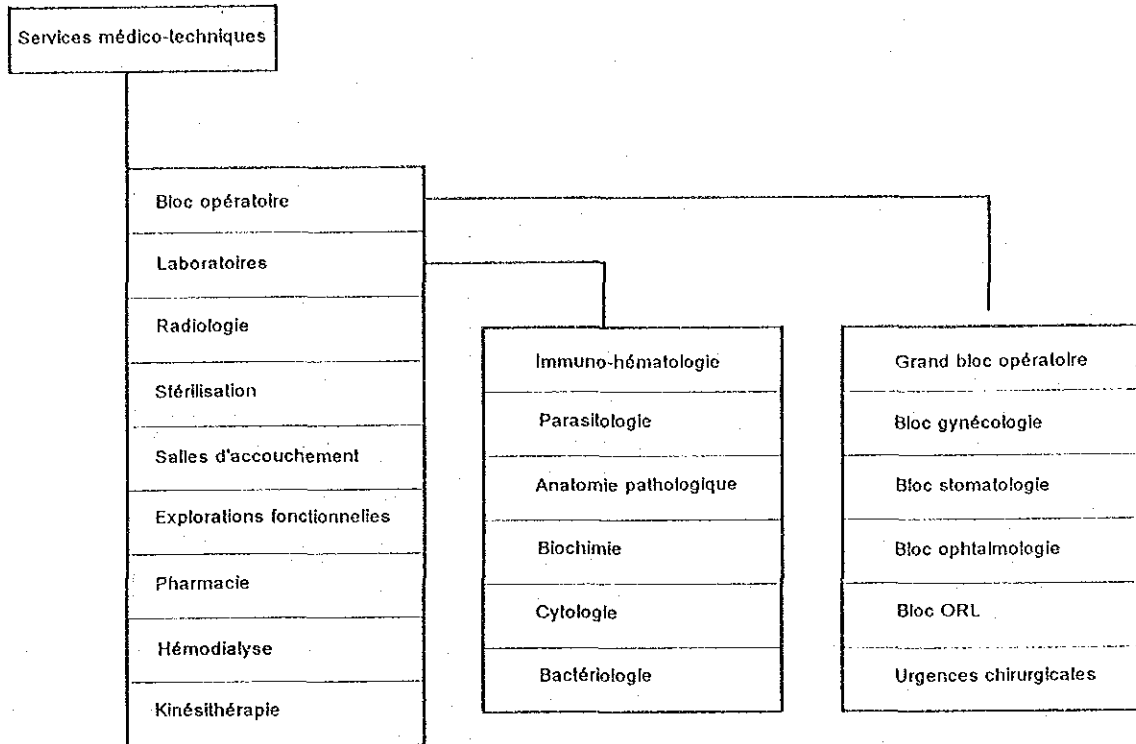 Services médico-techniques
Bloc opératoire
Laboratoires
Radiologie
Stérilisation
Salles d'accouchement
Explorations fonctionnelles
Pharmacie
Hémodialyse
Kinésithérapie
Immuno-hématologie
Parasitologie
Anatomie pathologique
Biochimie
Cytologie
Bactériologie
Grand bloc opératoire
Bloc gynécologie
Bloc stomatologie
Bloc ophtalmologie
Bloc ORL
Urgences chirurgicales